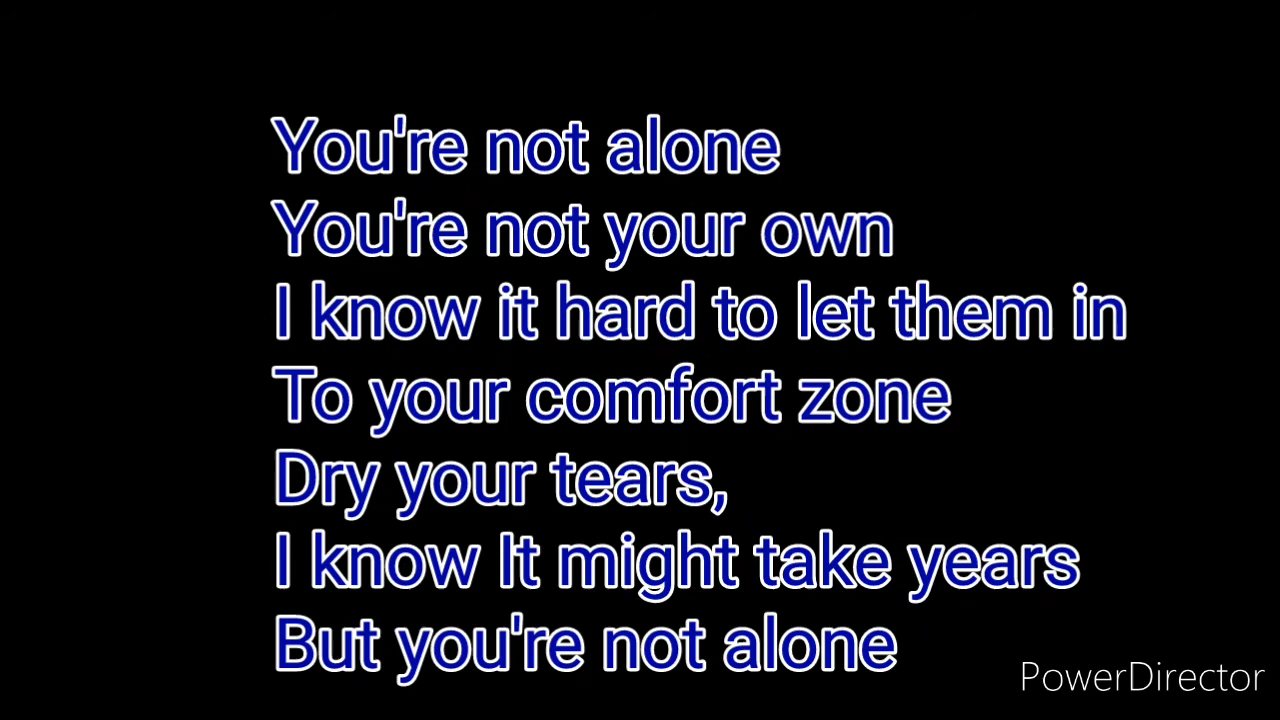 You're not alone
You're not your own
I know it hard to let them in
To your comfort zone
Dry your tears,
I know It might take years
But you're not alone
PowerDirector